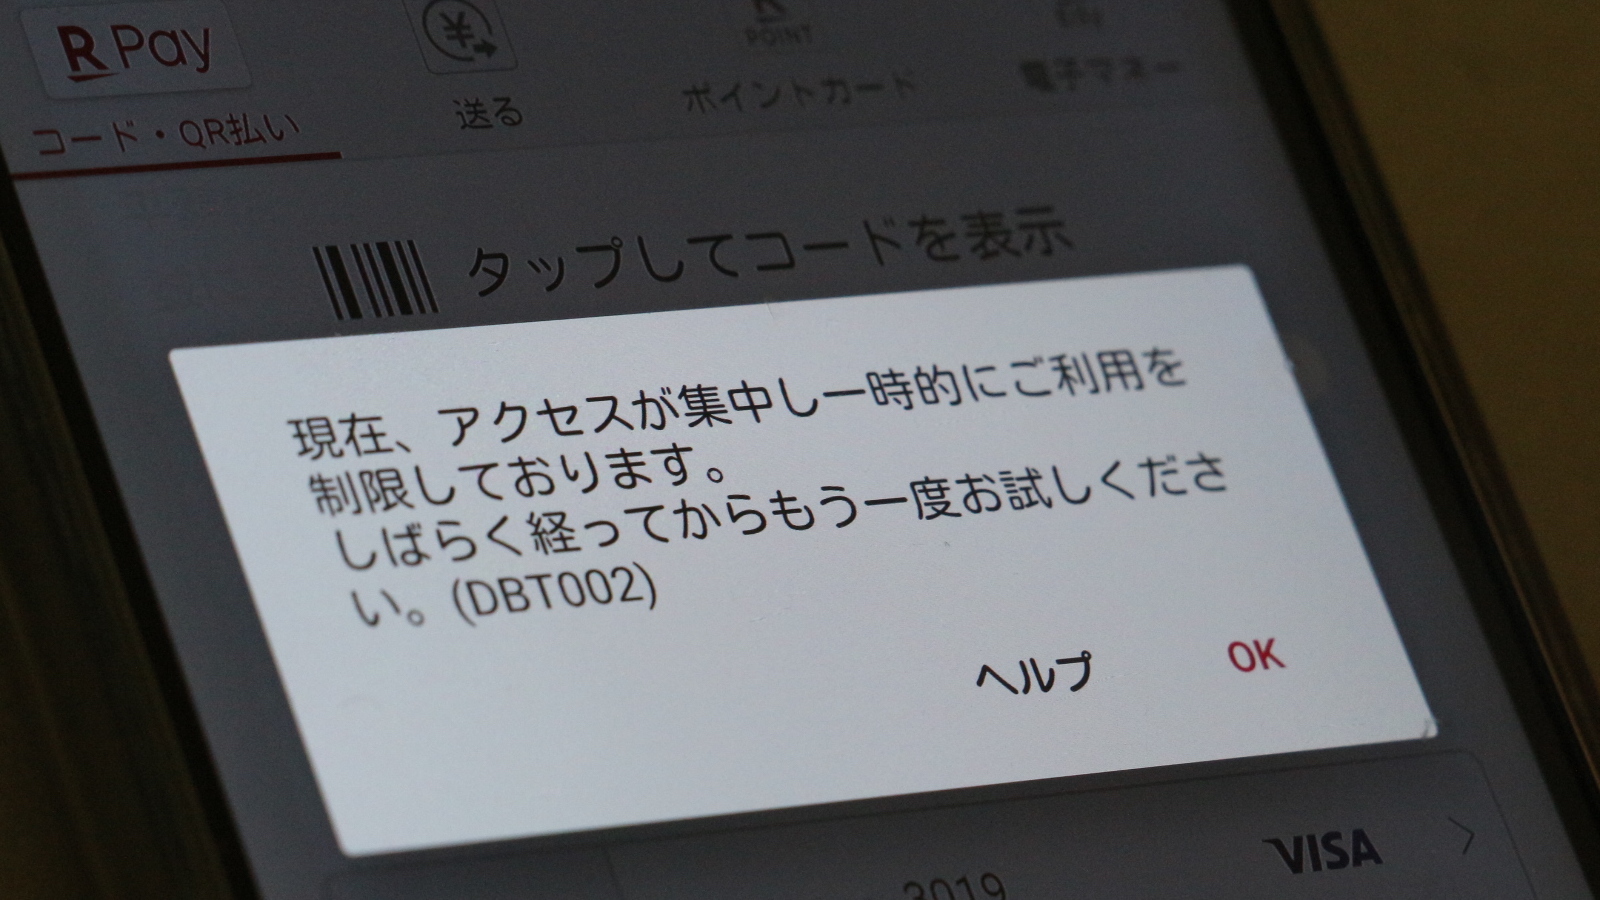 R Pay
コード・QR払い
送る
POINT
ポイントカード
電子マネー
タップしてコードを表示
現在、アクセスが集中し一時的にご利用を
制限しております。
しばらく経ってからもう一度お試しくださ
い。(DBT002)
ヘルプ
OK
VISA
3019